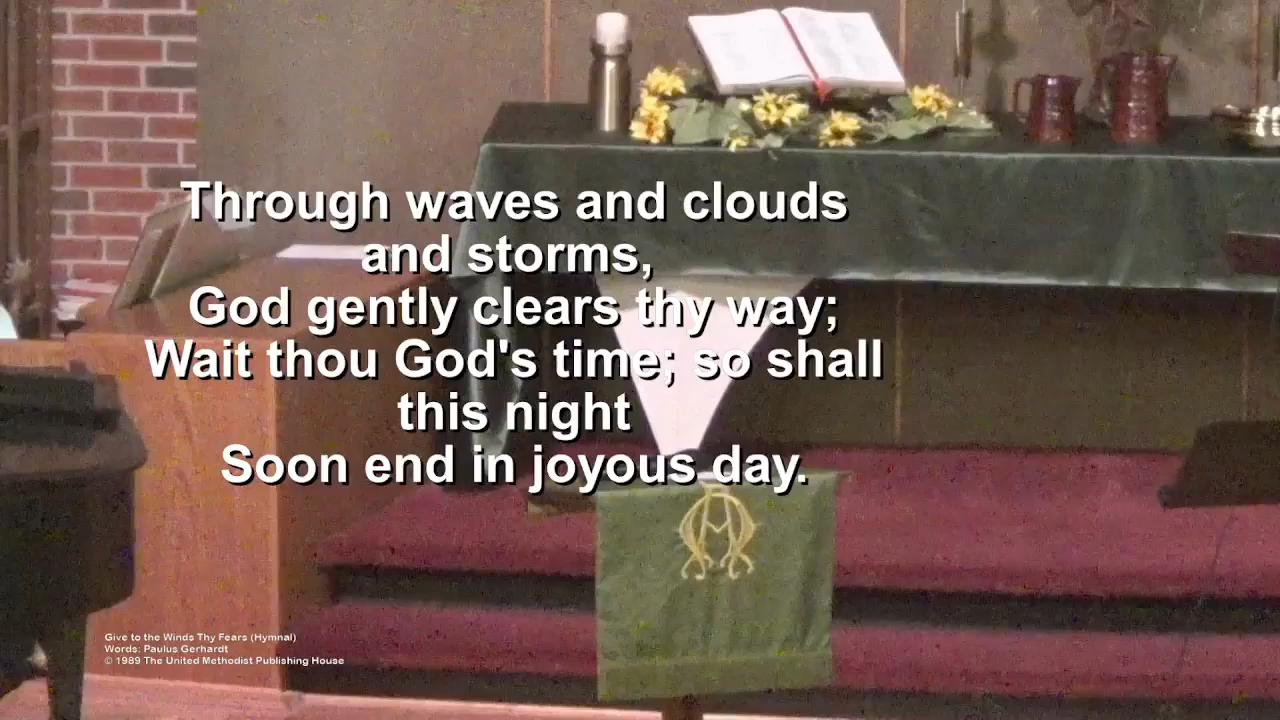 Through waves and clouds
and storms,
God gently clears thy way;
Wait thou God's time; so shall
this night
Soon end in joyous day.
Give to the Winds Thy Fears (Hymnal)
Words: Paulus Gerhardt
© 1989 The United Methodist Publishing House